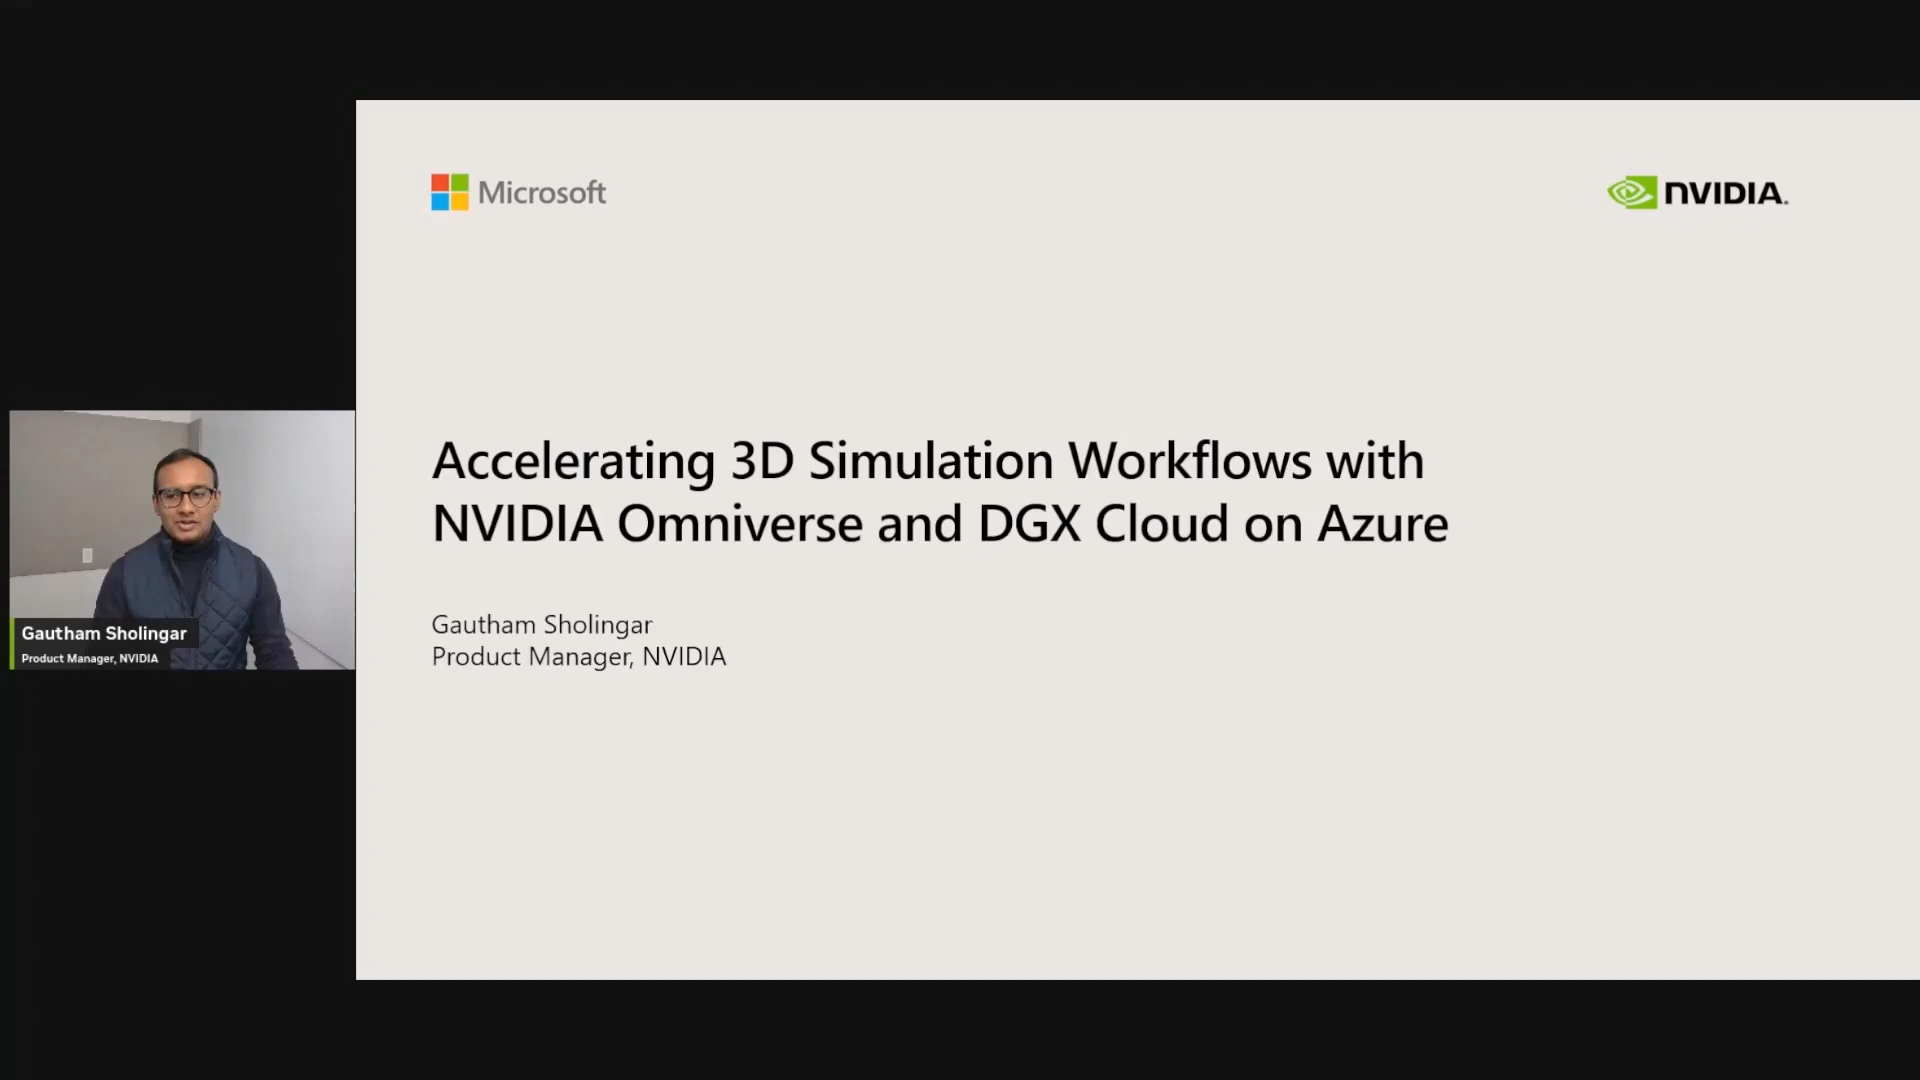 Microsoft
NVIDIA.
Accelerating 3D Simulation Workflows with
NVIDIA Omniverse and DGX Cloud on Azure
Gautham Sholingar
Product Manager, NVIDIA
Gautham Sholingar
Product Manager, NVIDIA